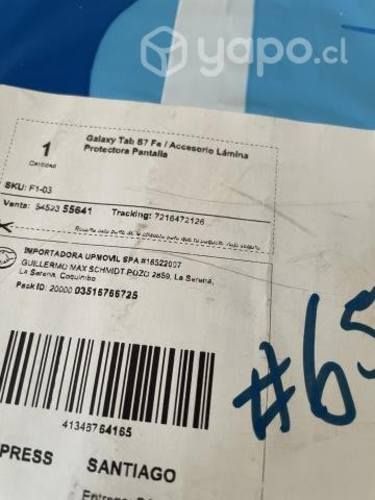 yapo.cl
1
Cantidad
Galaxy Tab S7 Fe / Accesorio Lámina
Protectora Pantalla
SKU: F1-03
Venta: 54523 55641 Tracking: 7216472126
IMPORTADORA UPMOVIL SPA #16522007
GUILLERMO MAX SCHMIDT POZO 2859, La Serena,
La Serena, Coquimbo
Pack ID: 20000 03516766725
#65
41348764165
PRESS SANTIAGO
Entrega